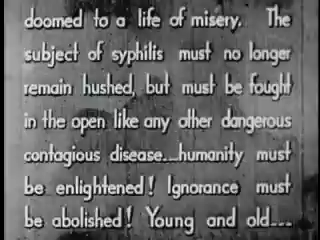 doomed to a life of misery. The
subject of syphilis must no longer
remain hushed, but must be fought
in the open like any other dangerous
contagious disease....humanity must
be enlightened! Ignorance must
be abolished! Young and old....